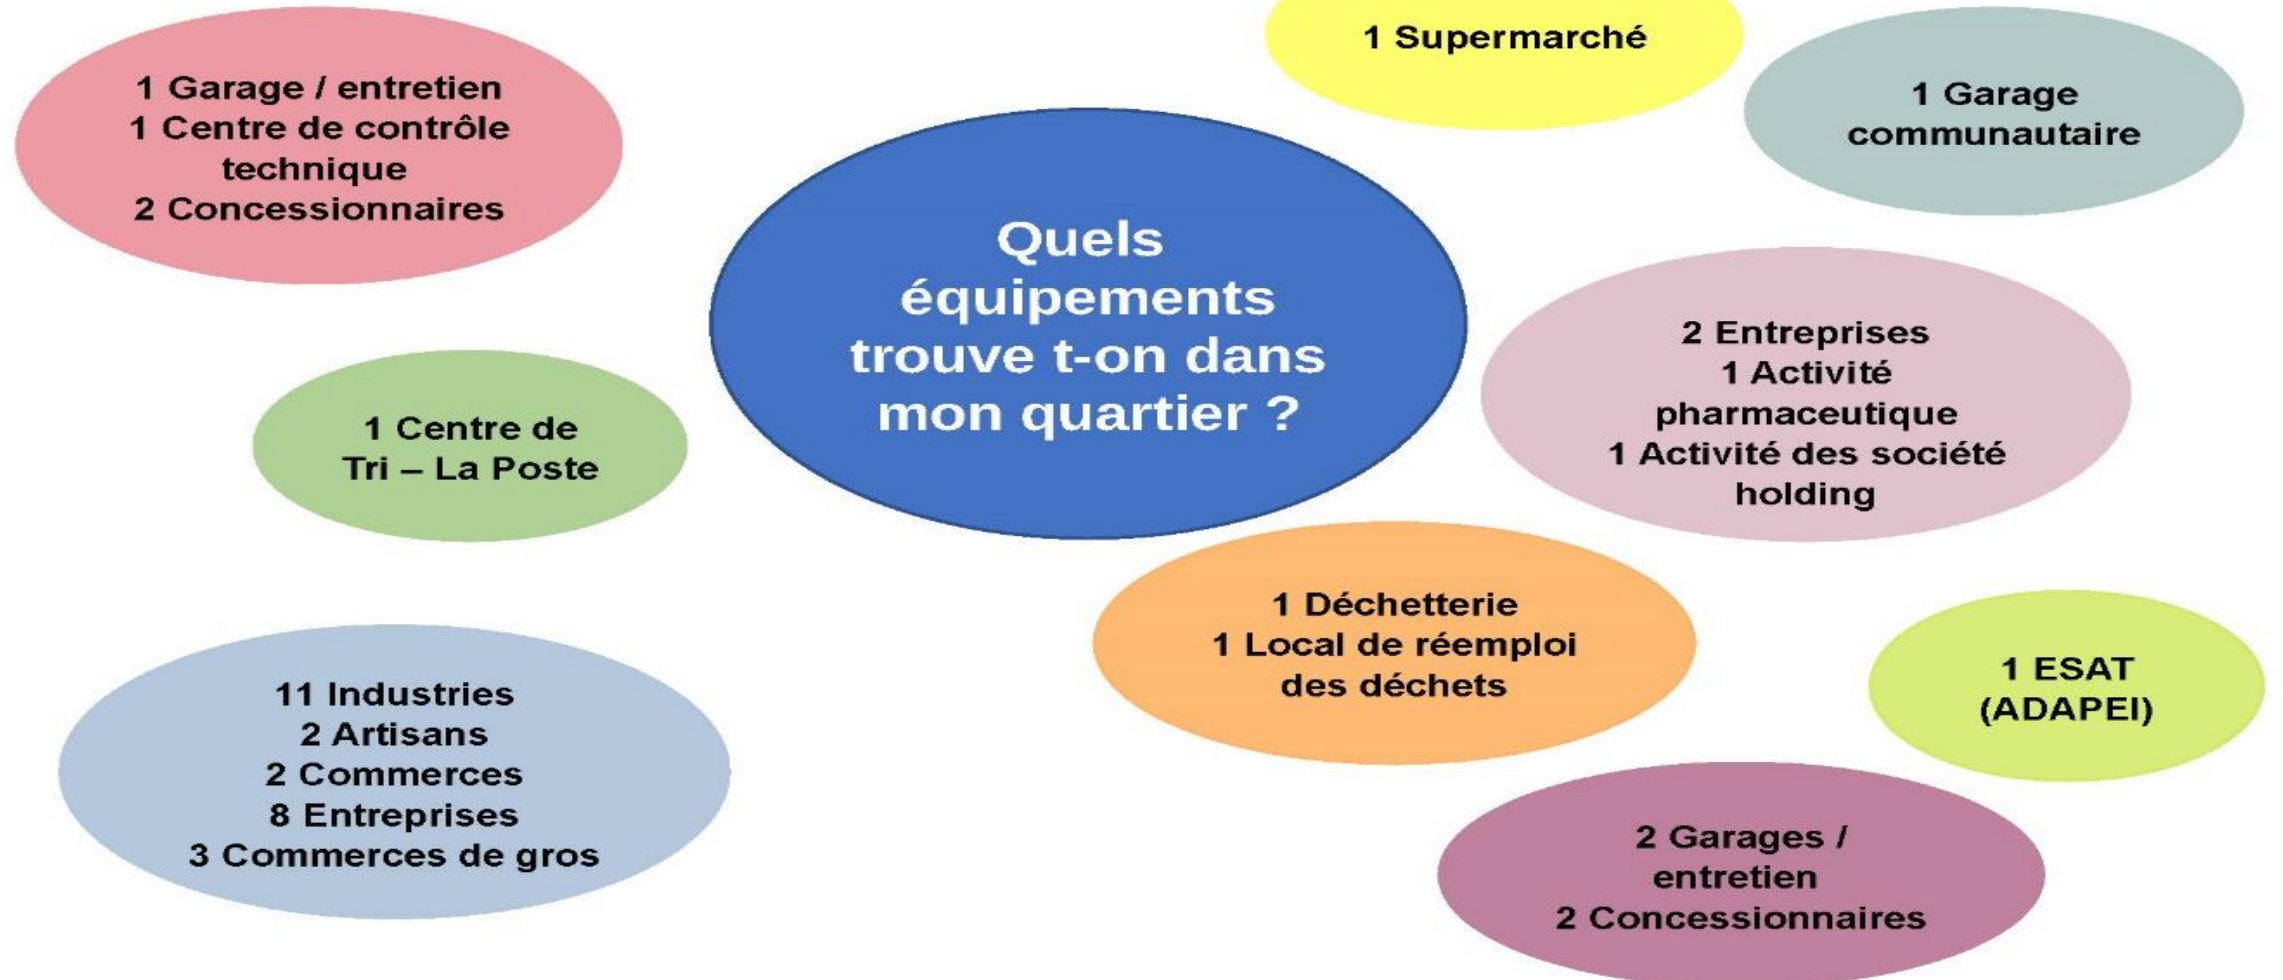 1 Supermarché
1 Garage / entretien
1 Centre de contrôle
technique
2 Concessionnaires
1 Garage
communautaire
Quels
équipements
trouve t-on dans
mon quartier ?
2 Entreprises
1 Activité
pharmaceutique
1 Activité des société
holding
1 Centre de
Tri – La Poste
1 Déchetterie
1 Local de réemploi
des déchets
1 ESAT
(ADAPEI)
11 Industries
2 Artisans
2 Commerces
8 Entreprises
3 Commerces de gros
2 Garages /
entretien
2 Concessionnaires